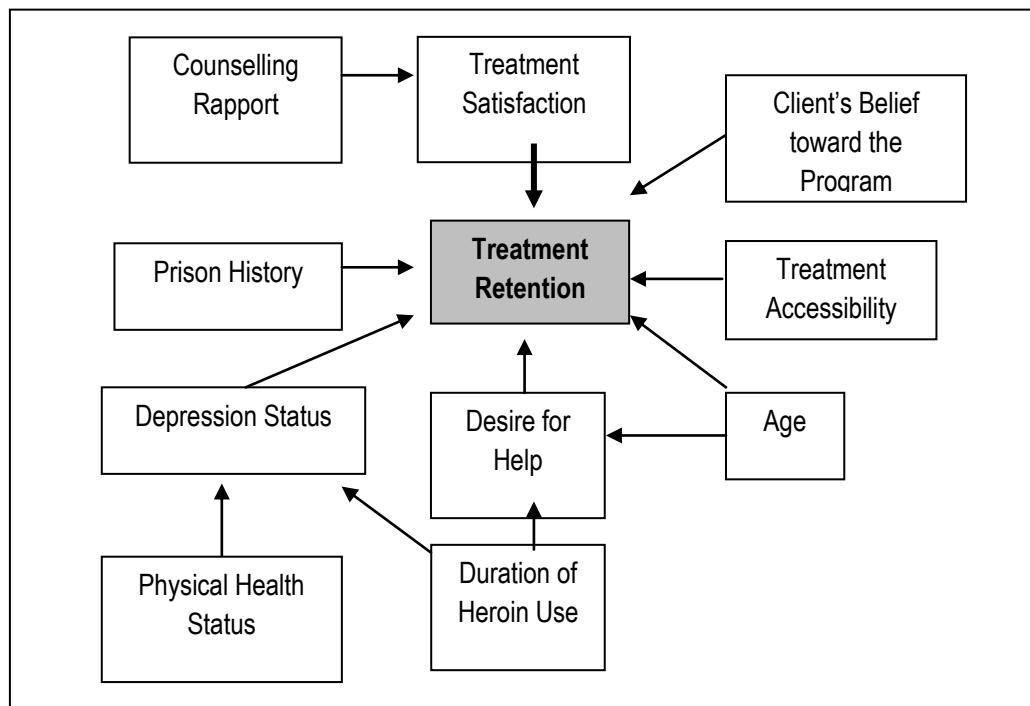 Counselling
Rapport
Treatment
Satisfaction
Client's Belief
toward the
Program
Prison History
Treatment
Retention
Treatment
Accessibility
Depression Status
Desire for
Help
Age
Physical Health
Status
Duration of
Heroin Use